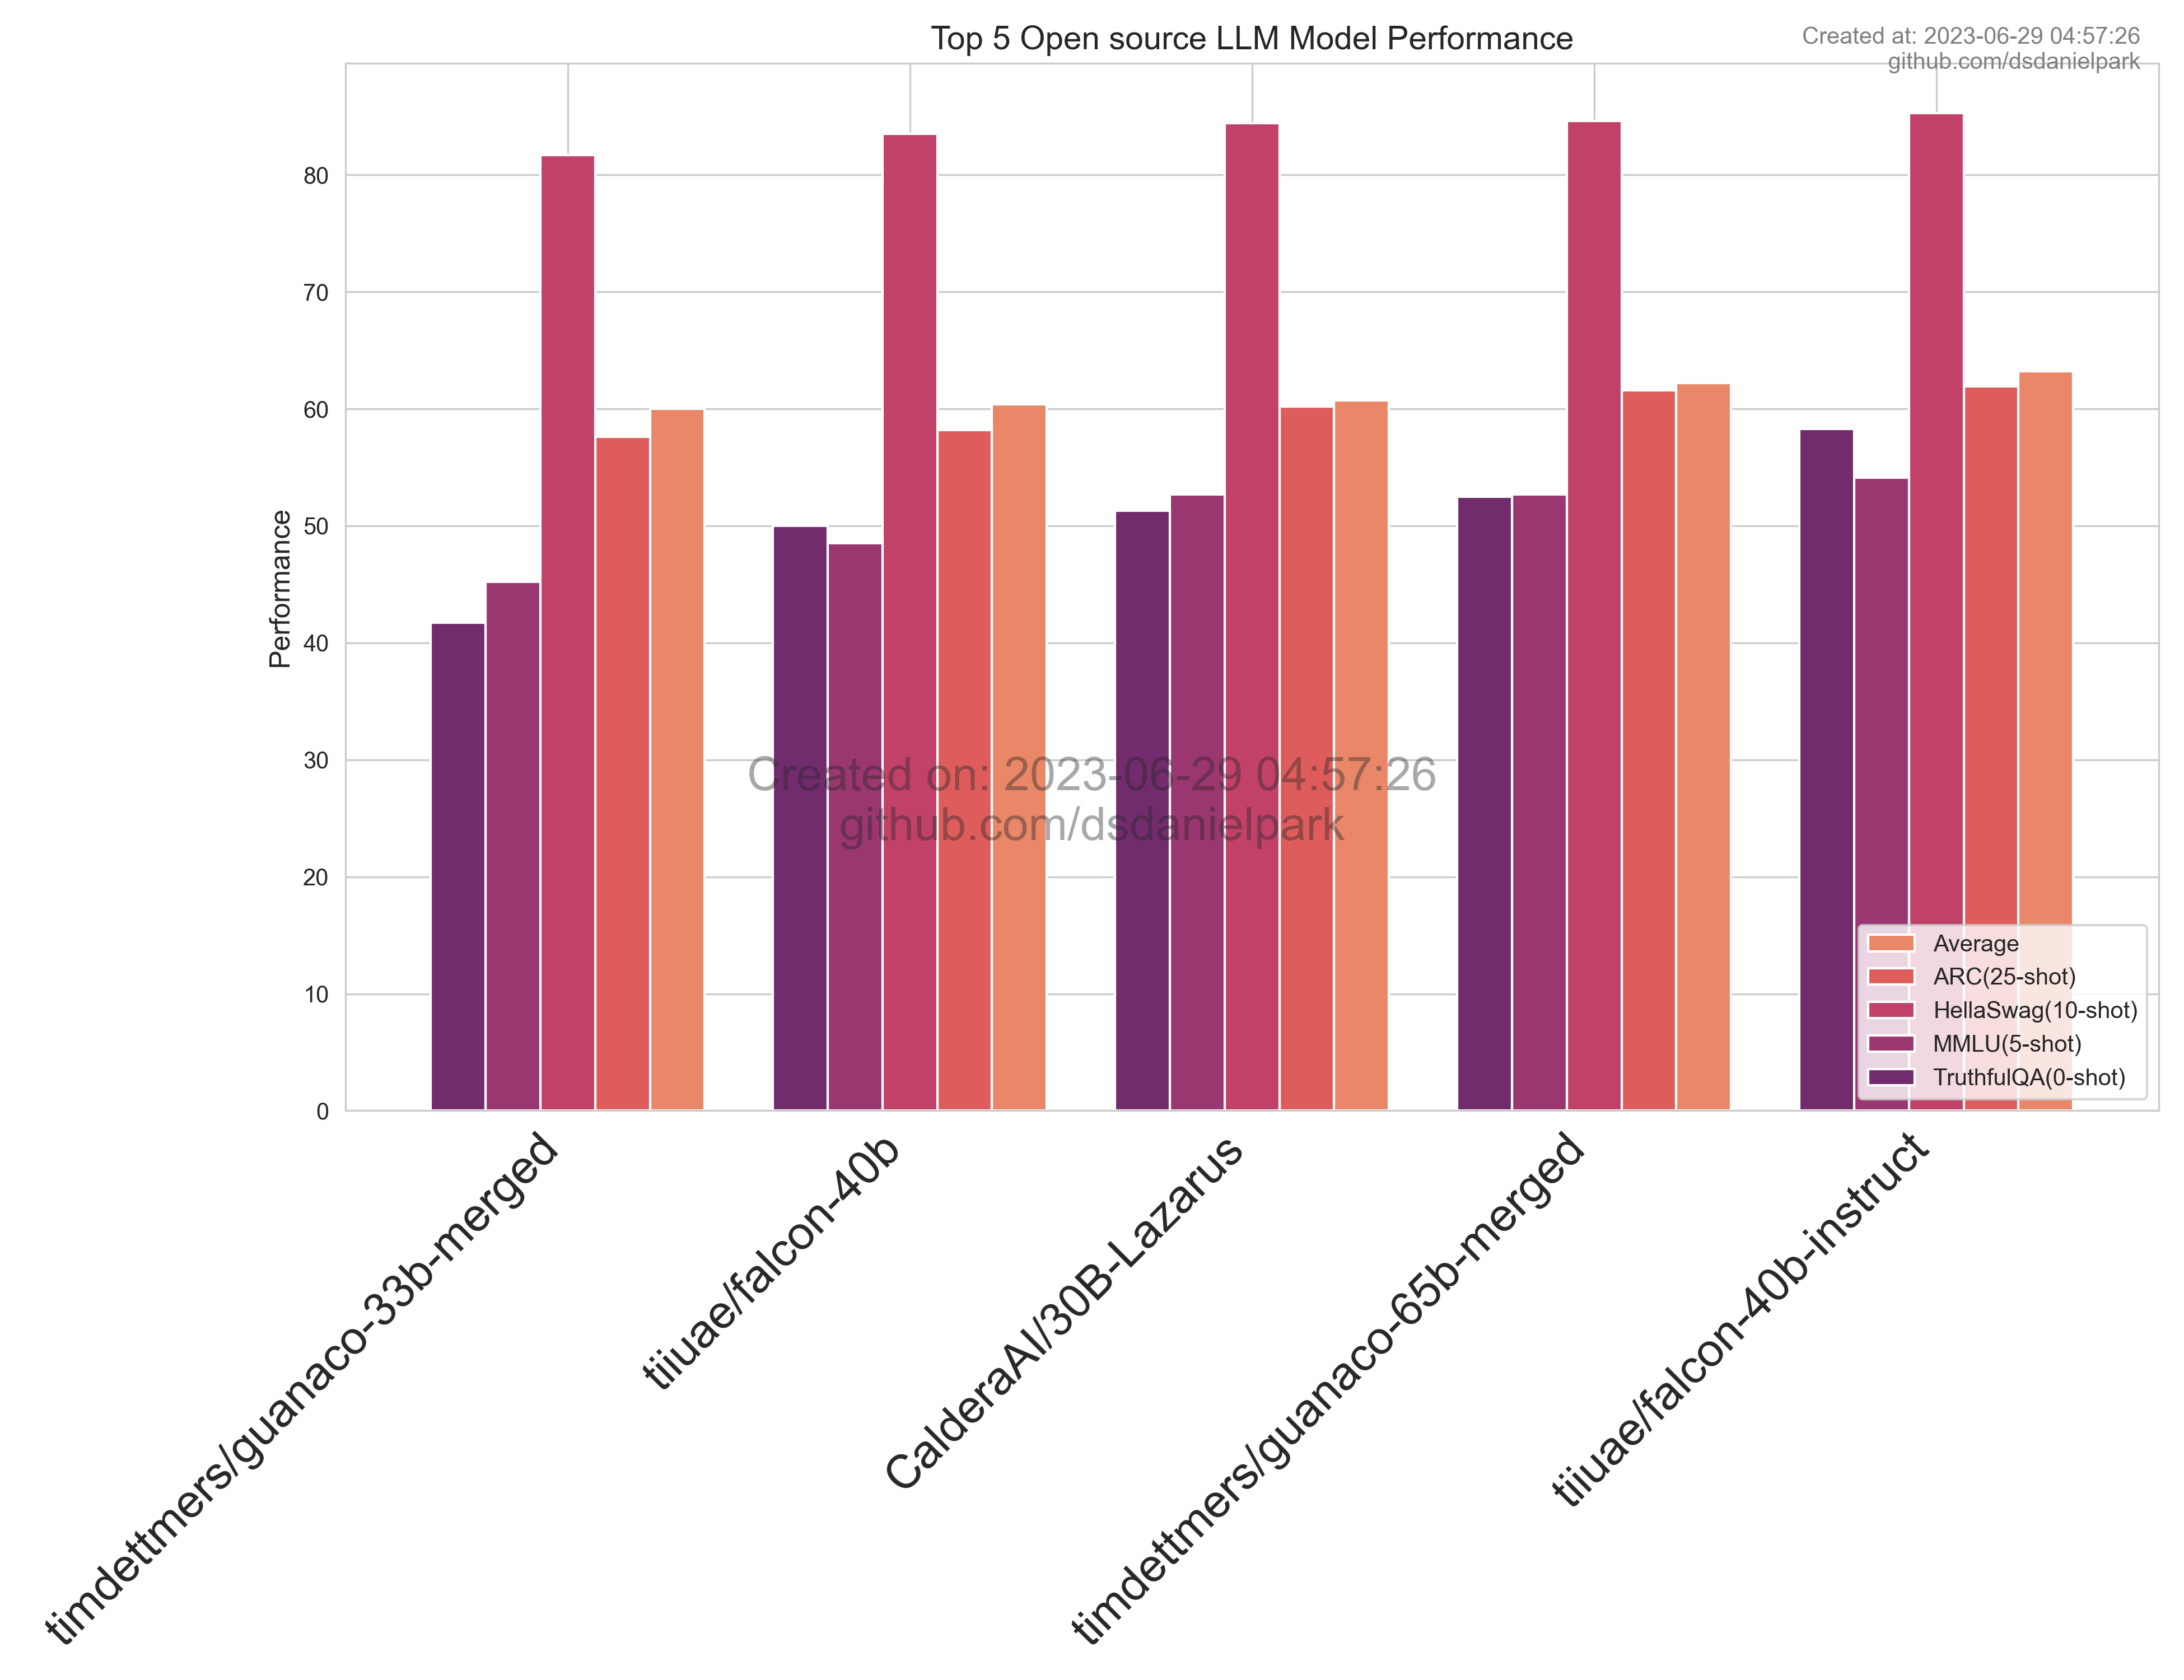 Top 5 Open source LLM Model Performance
Created at: 2023-06-29 04:57:26
github.com/dsdanielpark
Performance
80
70
60
50
40
30
20
10
0
Created on: 2023-06-29 04:57:26
github.com/dsdanielpark
Average
ARC(25-shot)
HellaSwag(10-shot)
MMLU(5-shot)
TruthfulQA(0-shot)
timdettmers/guanaco-33b-merged
tiiuae/falcon-40b
CalderaAI/30B-Lazarus
timdettmers/guanaco-65b-merged
tiiuae/falcon-40b-instruct